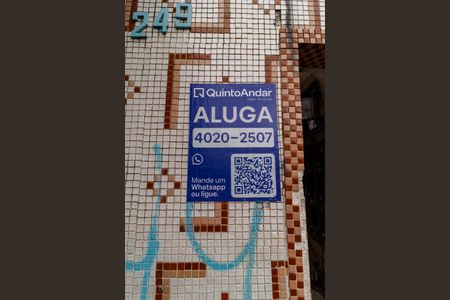 249
QuintoAndar
ALUGA
4020-2507
Mande um
Whatsapp
ou ligue.